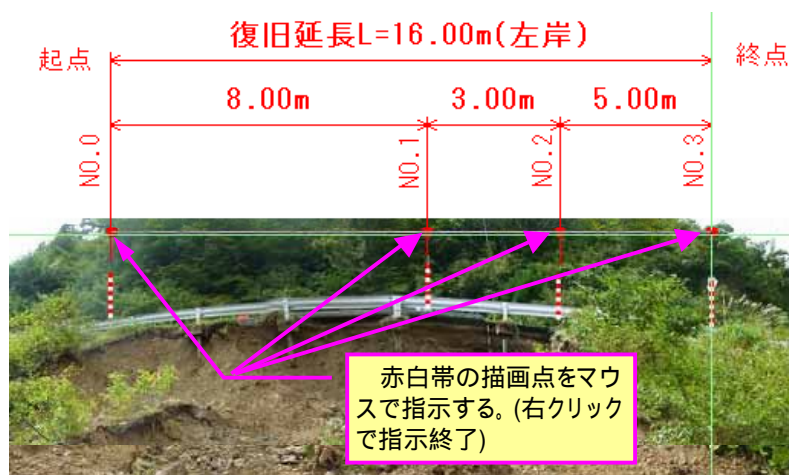 復旧延長L=16.00m(左岸)
起点
終点
8.00m
3.00m
5.00m
NO.0
NO.1
NO.2
NO.3
赤白帯の描画点をマウ
スで指示する。(右クリック
で指示終了)